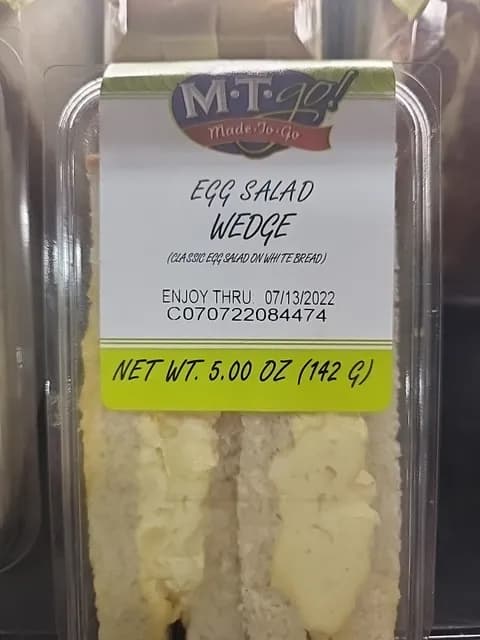 M·T·go!
Made·To·Go
EGG SALAD
WEDGE
(CLASSIC EGG SALAD ON WHITE BREAD)
ENJOY THRU: 07/13/2022
C070722084474
NET WT. 5.00 OZ (142 G)